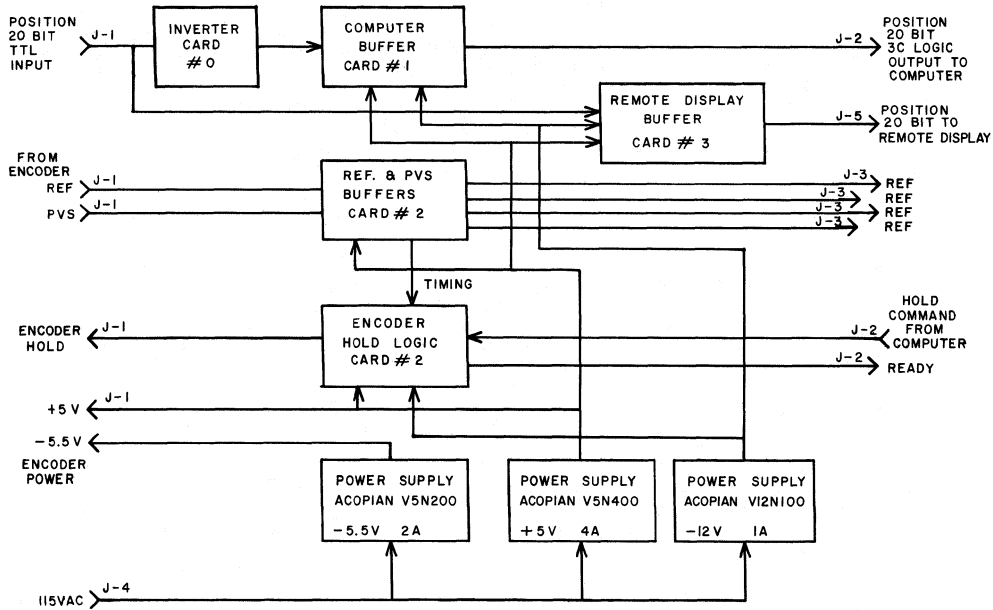 POSITION
20 BIT
TTL
INPUT
J-1
INVERTER
CARD
#0
COMPUTER
BUFFER
CARD #1
J-2
POSITION
20 BIT
3C LOGIC
OUTPUT TO
COMPUTER
REMOTE DISPLAY
BUFFER
CARD # 3
J-5
POSITION
20 BIT TO
REMOTE DISPLAY
FROM
ENCODER
REF
J-1
PVS
J-1
REF. & PVS
BUFFERS
CARD #2
J-3
REF
J-3
REF
J-3
REF
J-3
REF
TIMING
ENCODER
HOLD
J-1
ENCODER
HOLD LOGIC
CARD #2
J-2
HOLD
COMMAND
FROM
COMPUTER
J-2
READY
+5V
J-1
-5.5V
ENCODER
POWER
POWER SUPPLY
ACOPIAN V5N200
-5.5V 2A
POWER SUPPLY
ACOPIAN V5N400
+5V 4A
POWER SUPPLY
ACOPIAN V12N100
-12V 1A
115VAC
J-4